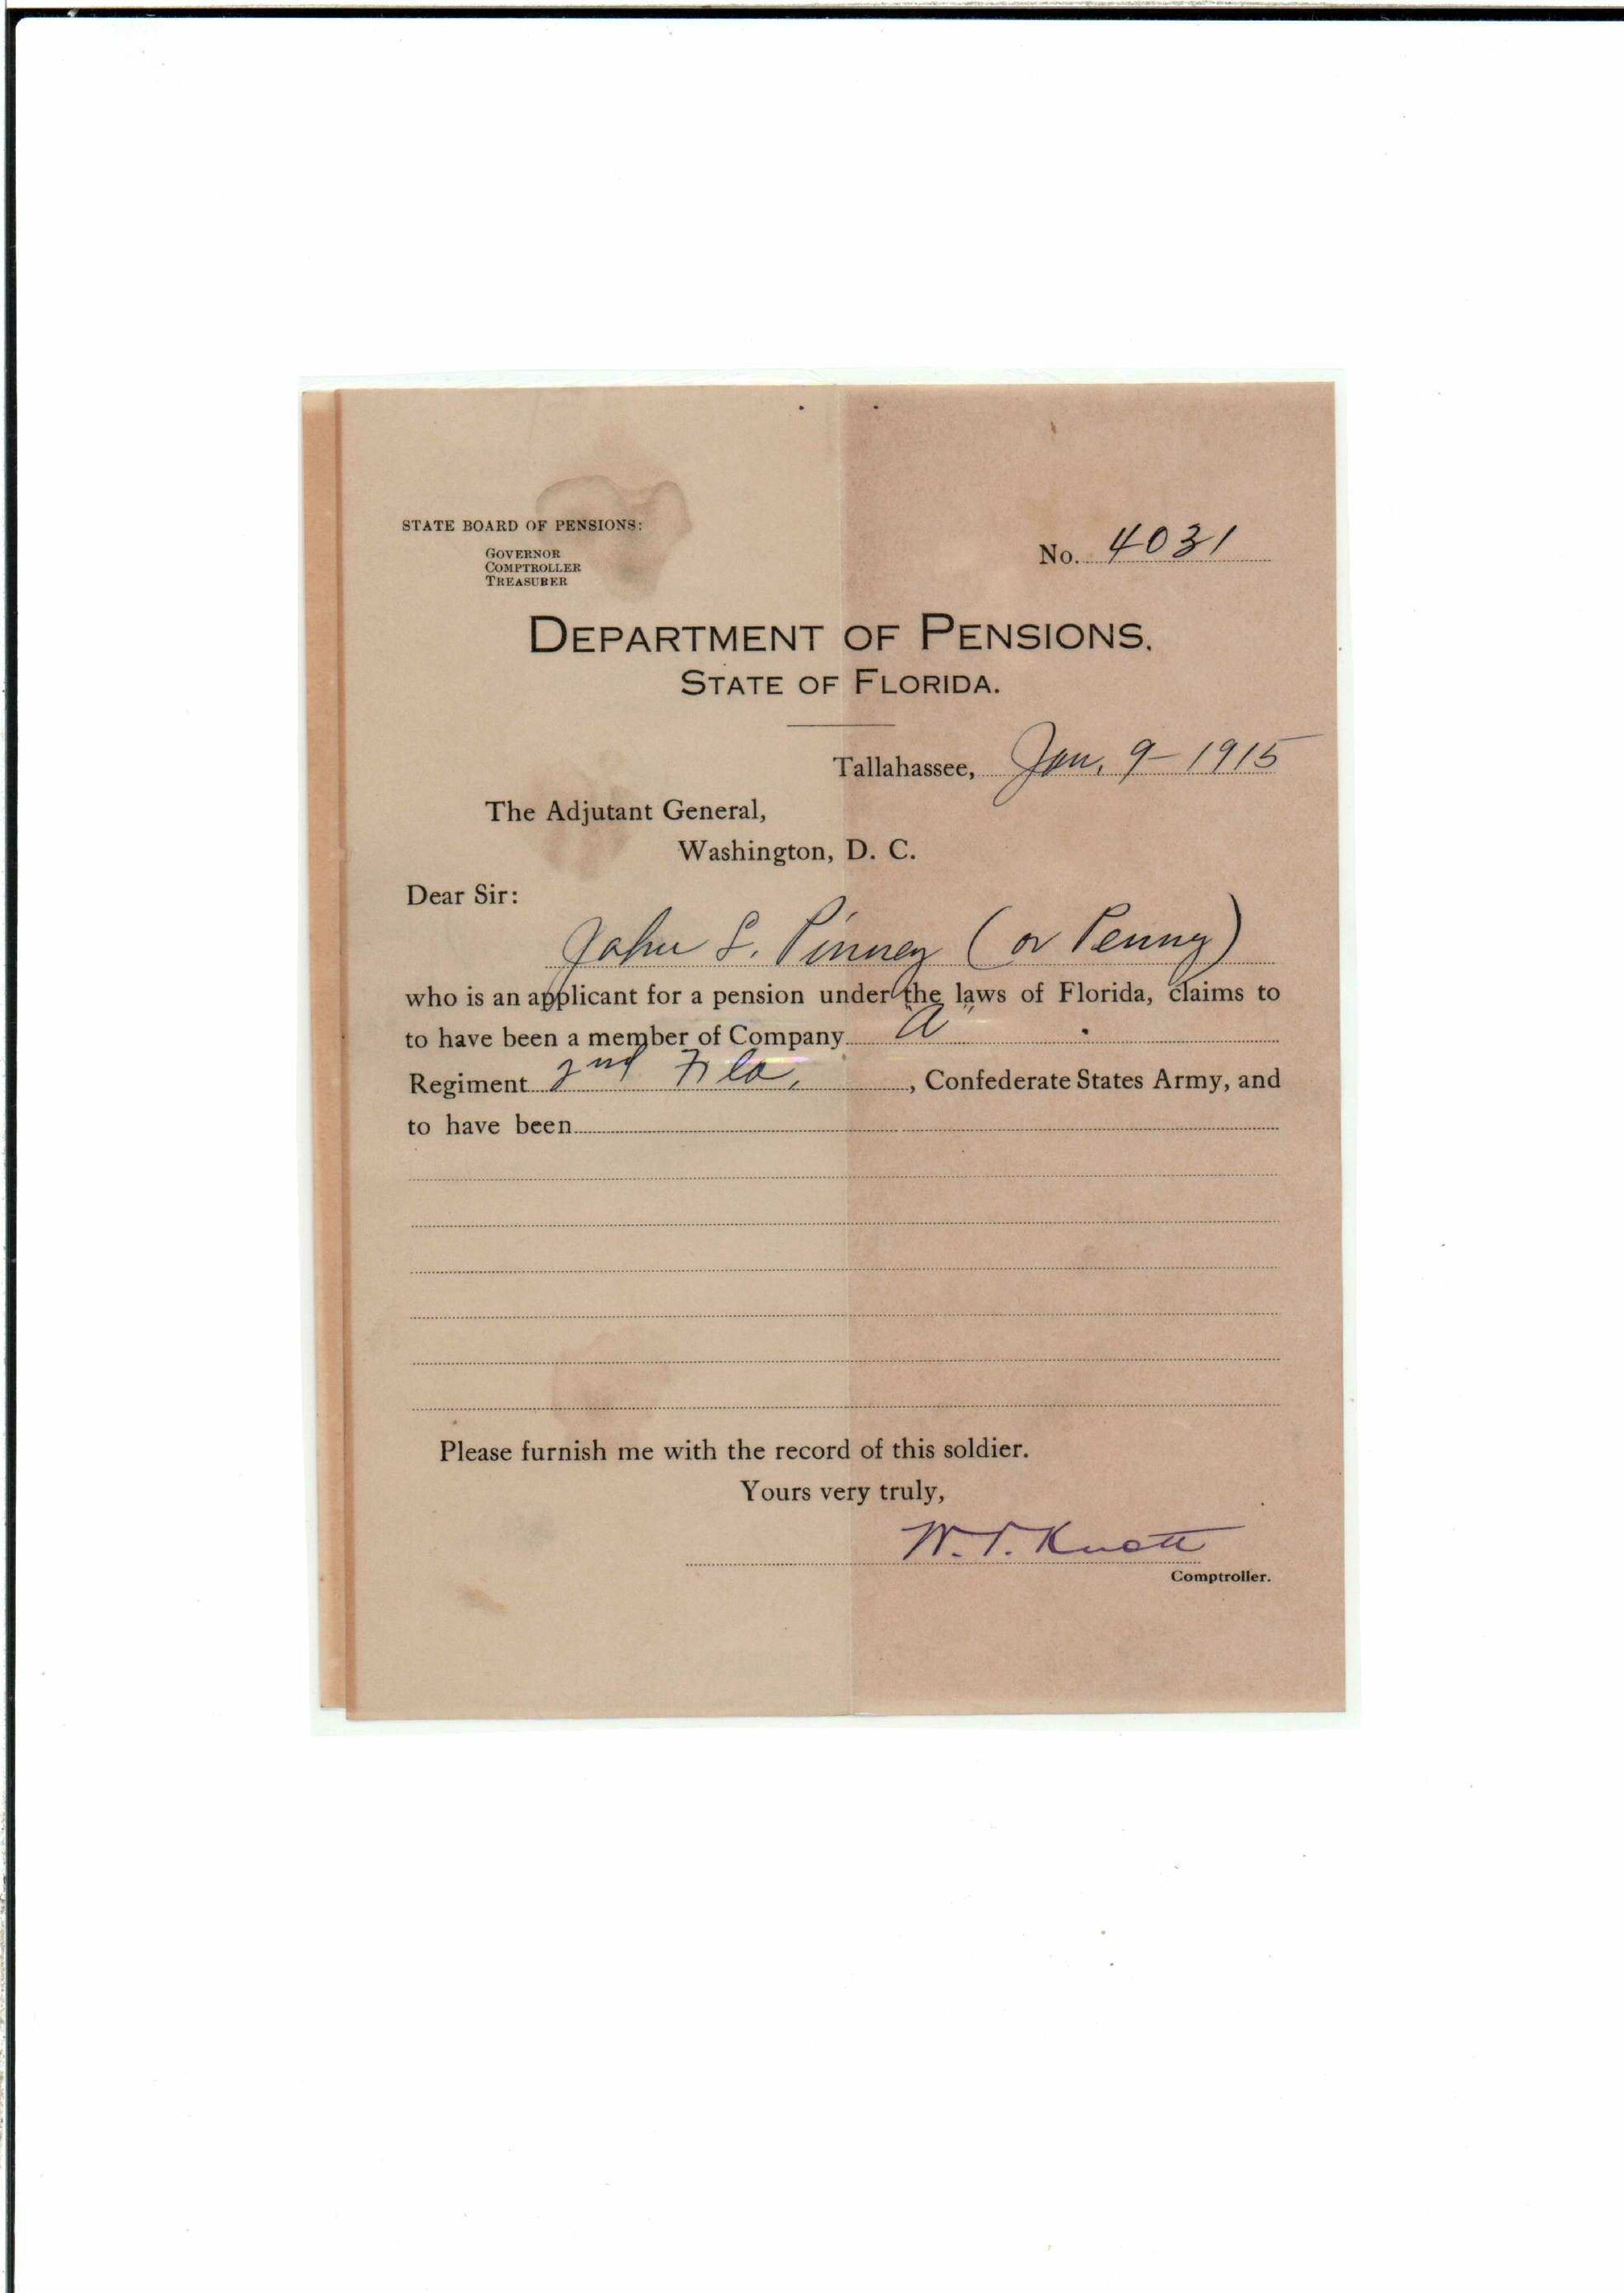 STATE BOARD OF PENSIONS:
GOVERNOR
COMPTROLLER
TREASURER
No. 4031
DEPARTMENT OF PENSIONS.
STATE OF FLORIDA.
Tallahassee, Jan. 9 - 1915
The Adjutant General,
Washington, D. C.
Dear Sir:
John S. Pinney (or Penny)
who is an applicant for a pension under the laws of Florida, claims to
to have been a member of Company "A"
Regiment 2nd Fla. , Confederate States Army, and
to have been
Please furnish me with the record of this soldier.
Yours very truly,
W. V. Knott
Comptroller.